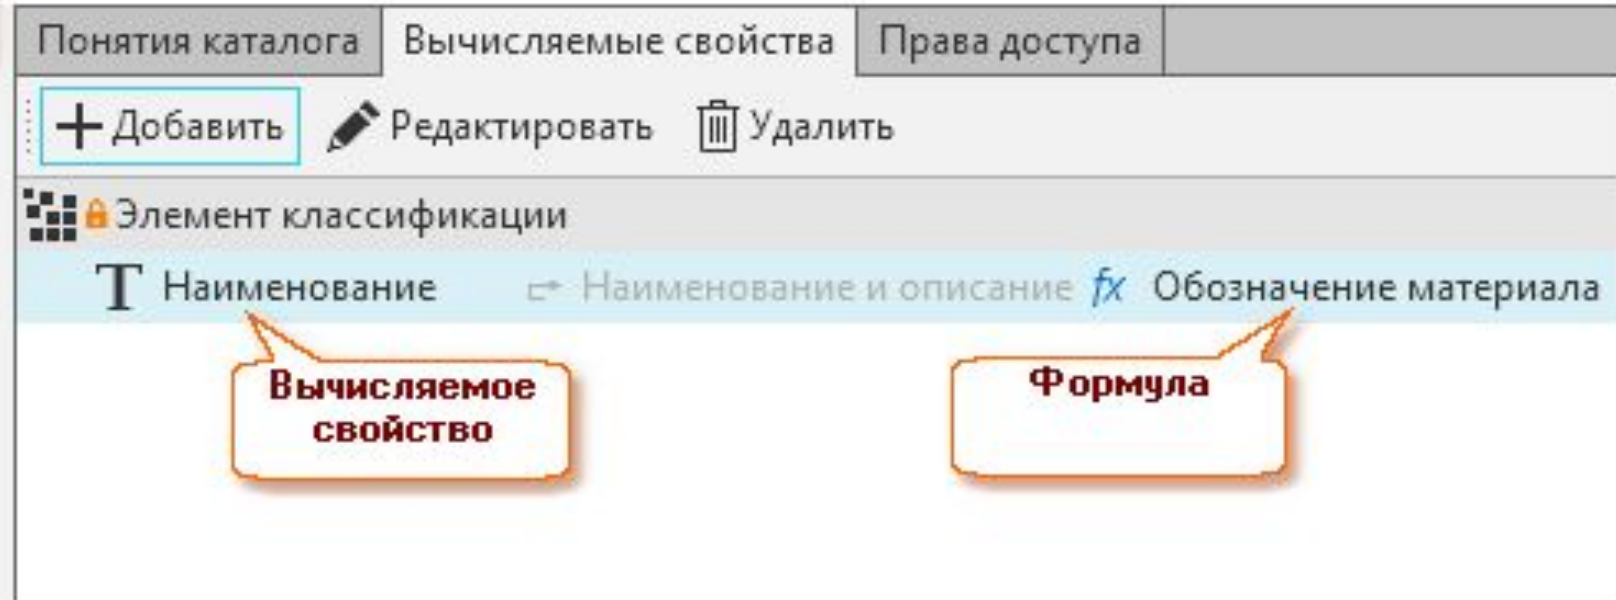 Понятия каталога Вычисляемые свойства Права доступа
Добавить Редактировать Удалить
Элемент классификации
T Наименование Наименование и описание fx Обозначение материала
Вычисляемое
свойство
Формула